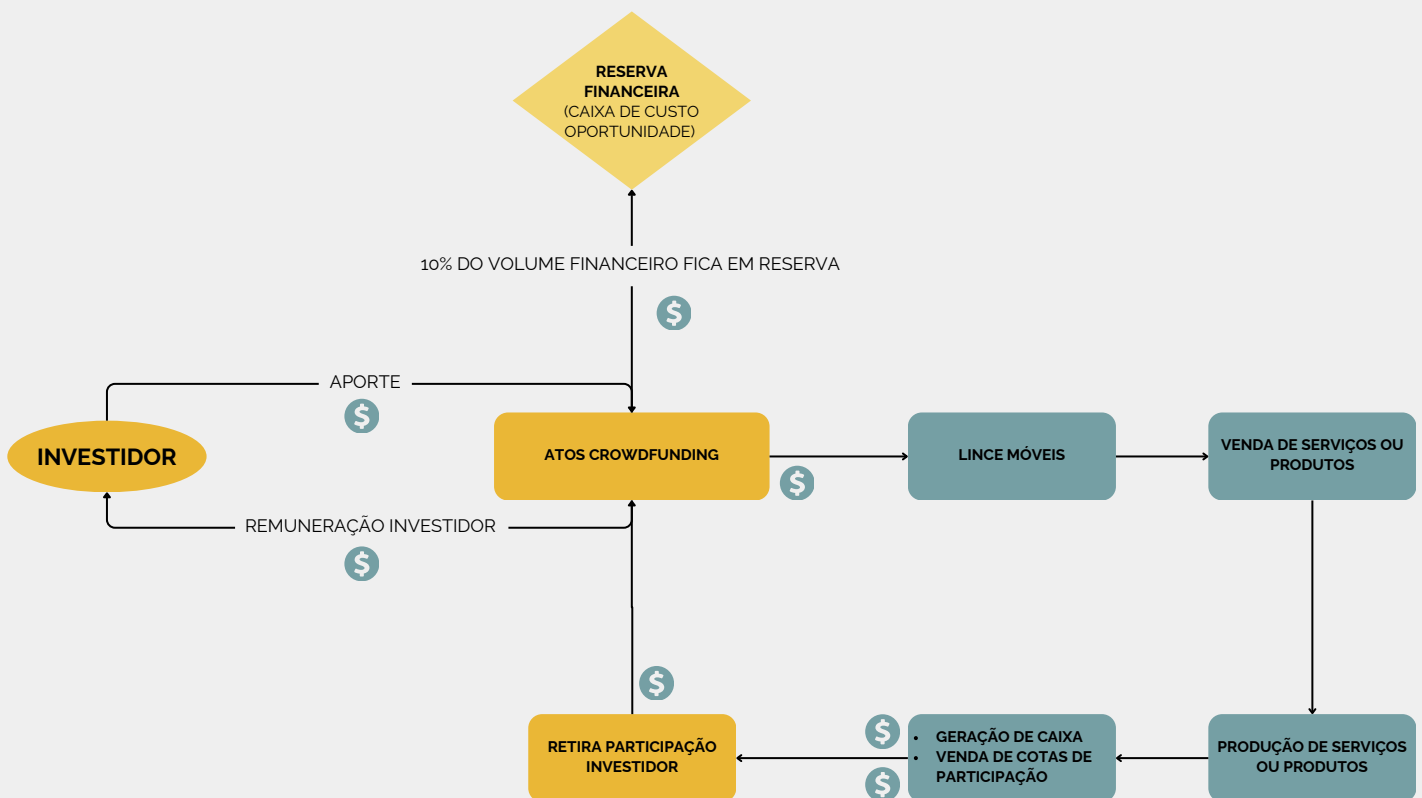 RESERVA
FINANCEIRA
(CAIXA DE CUSTO
OPORTUNIDADE)
10% DO VOLUME FINANCEIRO FICA EM RESERVA
$
APORTE
$
INVESTIDOR
ATOS CROWDFUNDING
$
LINCE MÓVEIS
VENDA DE SERVIÇOS OU
PRODUTOS
REMUNERAÇÃO INVESTIDOR
$
$
RETIRA PARTICIPAÇÃO
INVESTIDOR
$
$
• GERAÇÃO DE CAIXA
• VENDA DE COTAS DE
PARTICIPAÇÃO
PRODUÇÃO DE SERVIÇOS
OU PRODUTOS